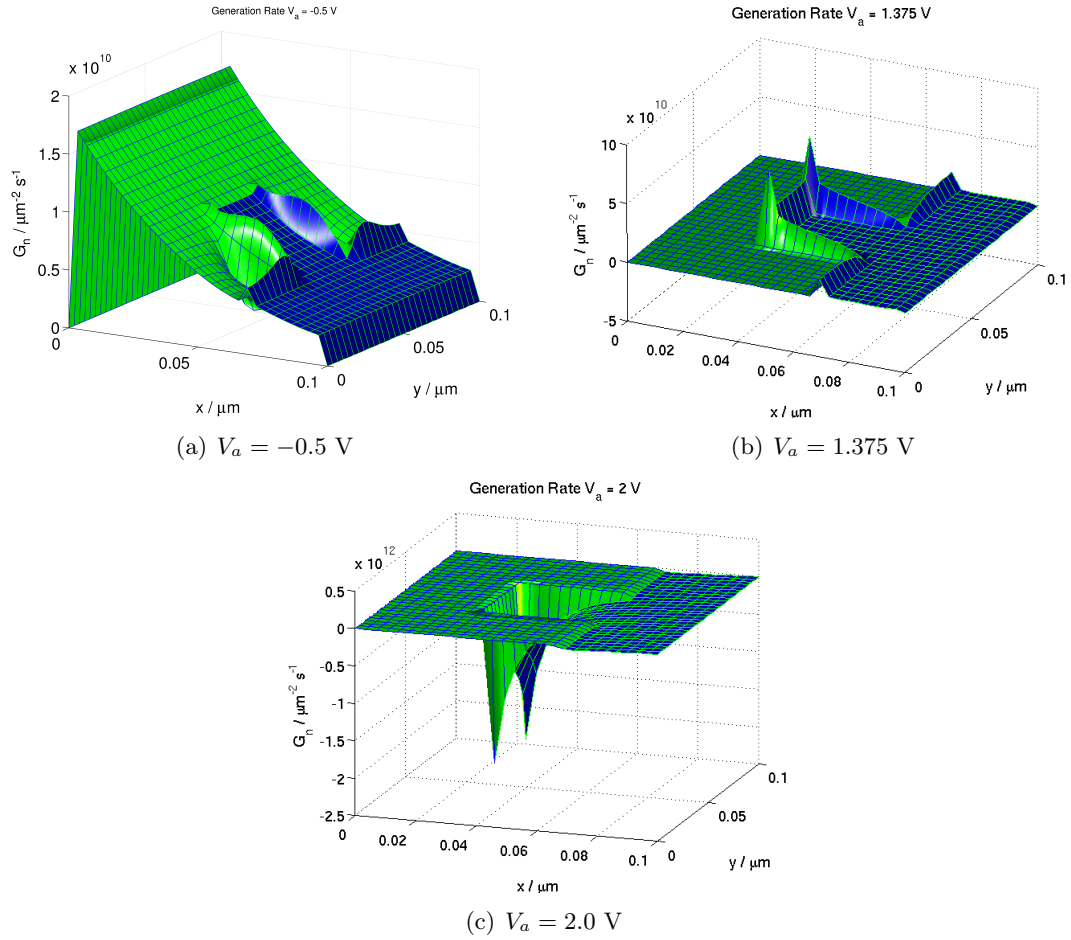 Generation Rate V_a = -0.5 V
x 10^10
2
1.5
1
0.5
0
G_n / μm^-2 s^-1
0
0.05
0.1
x / μm
0
0.05
0.1
y / μm
(a) V_a = −0.5 V
Generation Rate V_a = 1.375 V
x 10^10
10
5
0
-5
G_n / μm^-2 s^-1
0
0.02
0.04
0.06
0.08
0.1
x / μm
0
0.05
0.1
y / μm
(b) V_a = 1.375 V
Generation Rate V_a = 2 V
x 10^12
0.5
0
-0.5
-1
-1.5
-2
-2.5
G_n / μm^-2 s^-1
0
0.02
0.04
0.06
0.08
0.1
x / μm
0
0.05
0.1
y / μm
(c) V_a = 2.0 V